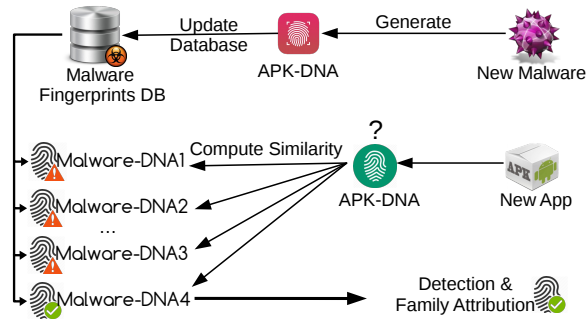 Update
Database
Generate
Malware
Fingerprints DB
APK-DNA
New Malware
?
Compute Similarity
Malware-DNA1
APK-DNA
APK
New App
Malware-DNA2
...
Malware-DNA3
Malware-DNA4
Detection &
Family Attribution